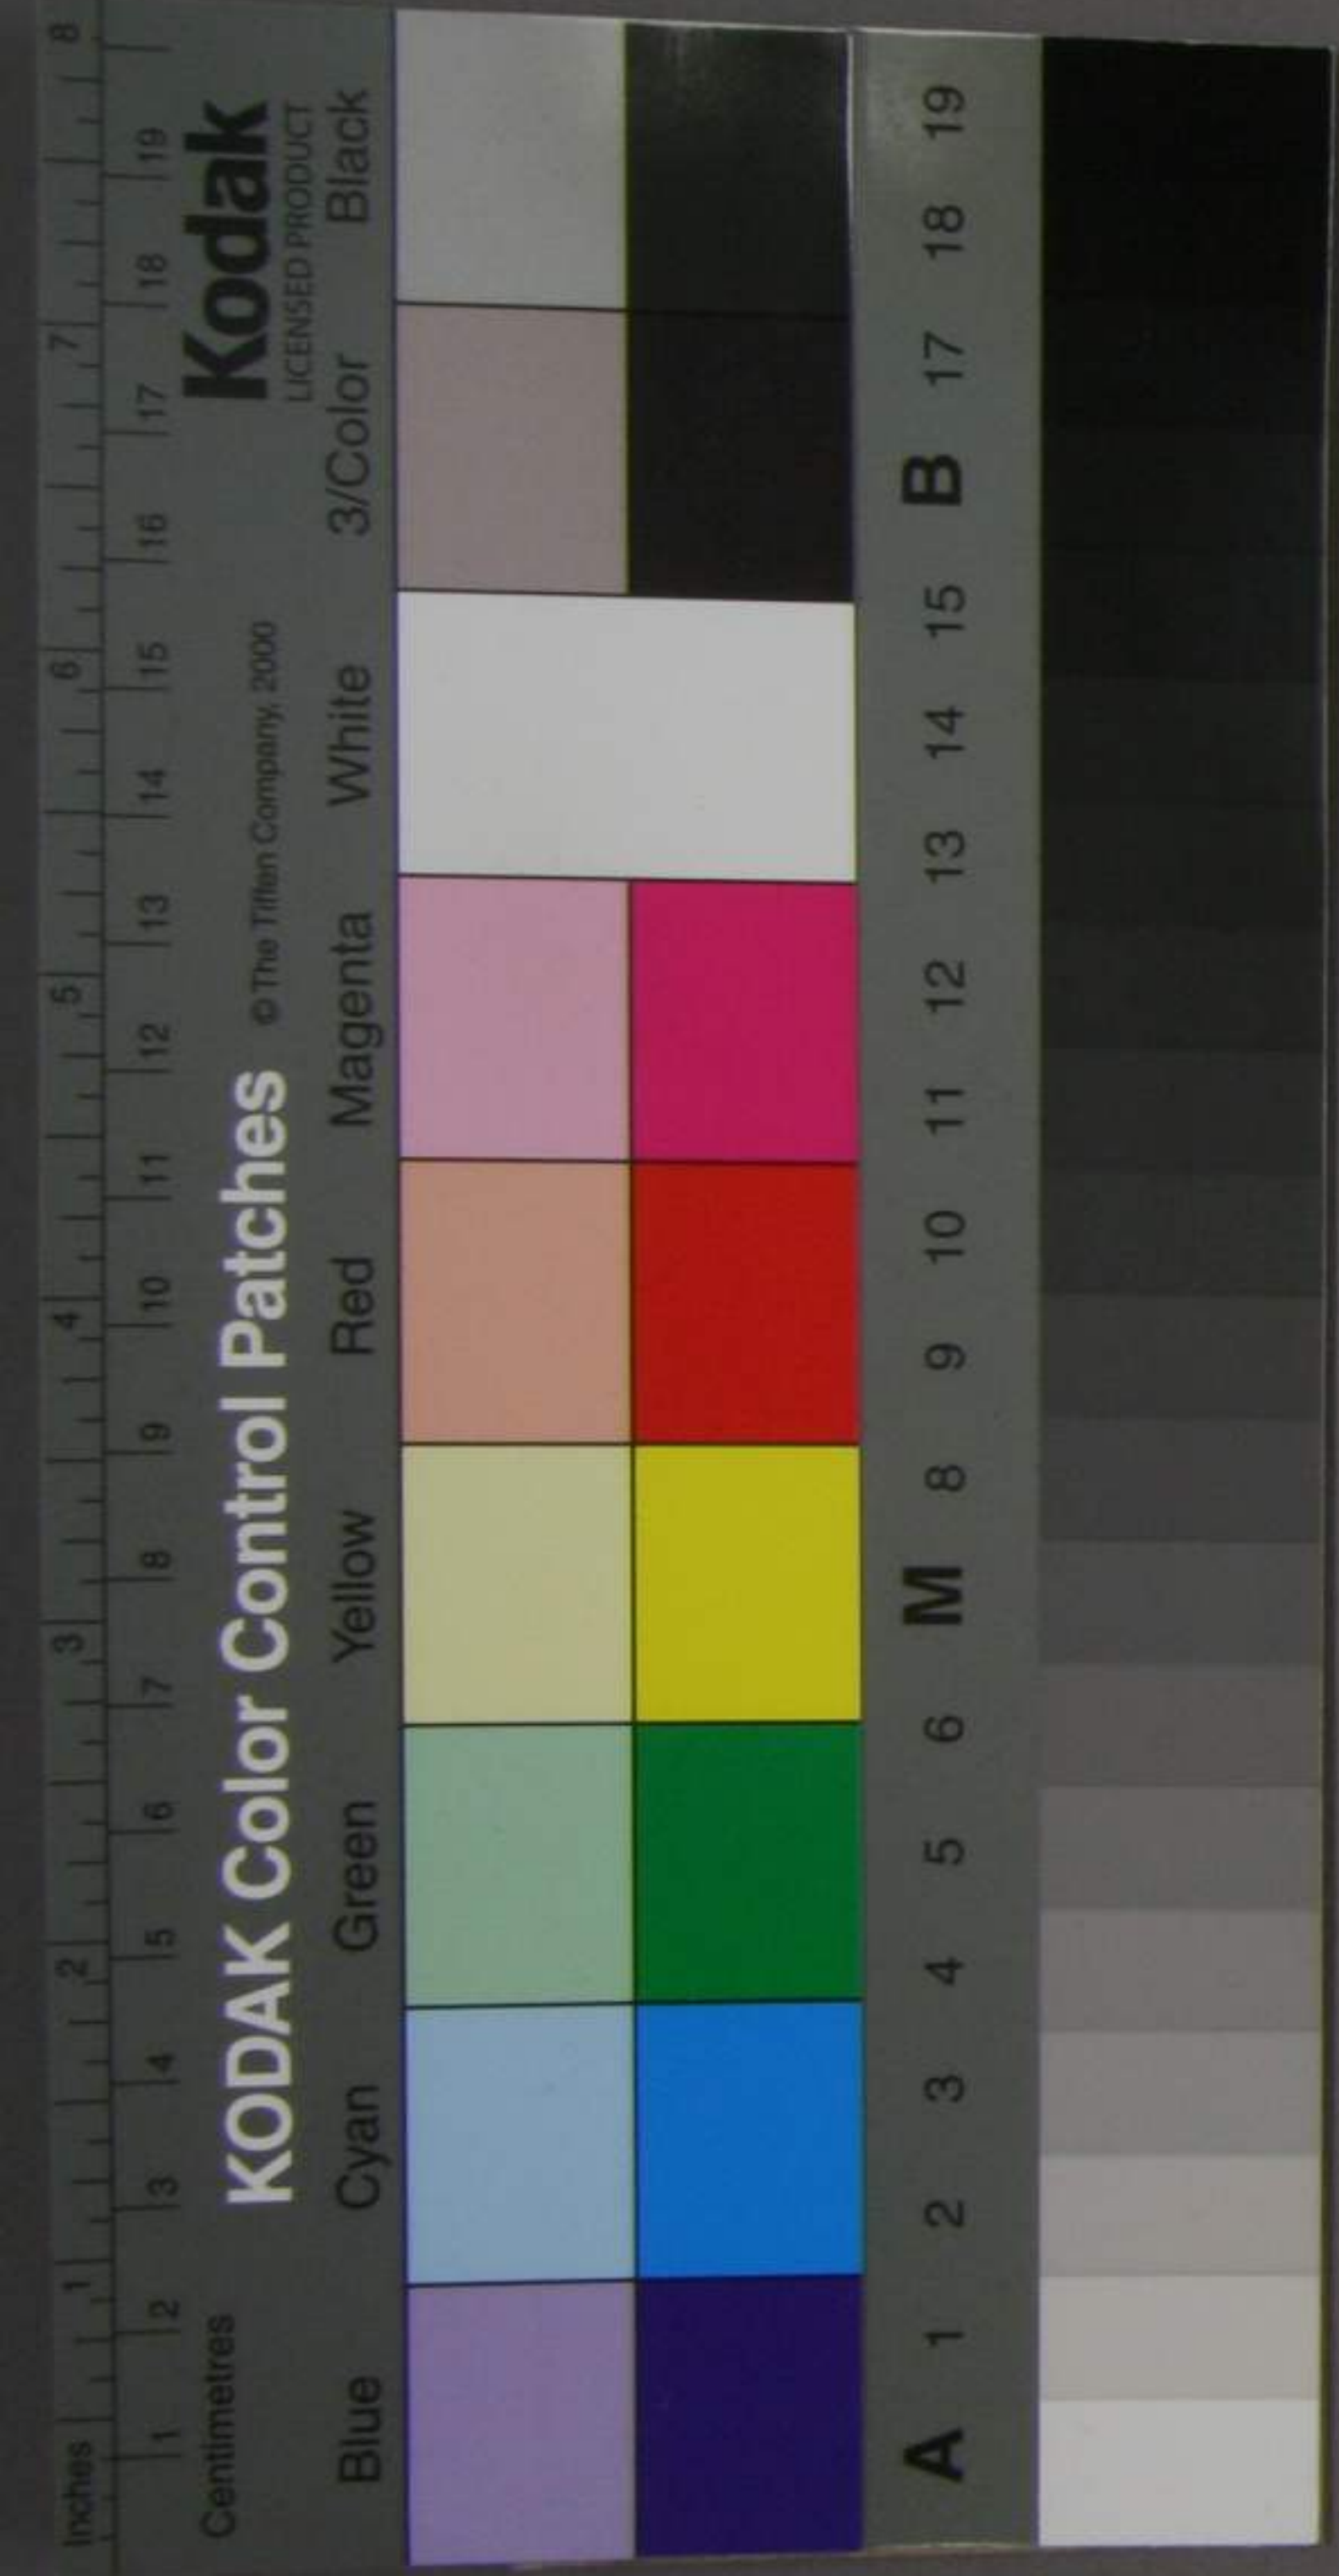 Inches 1 2 3 4 5 6 7 8
1 2 3 4 5 6 7 8 9 10 11 12 13 14 15 16 17 18 19
Centimetres
KODAK Color Control Patches © The Tiffen Company, 2000 Kodak
LICENSED PRODUCT
Blue Cyan Green Yellow Red Magenta White 3/Color Black
A 1 2 3 4 5 6 M 8 9 10 11 12 13 14 15 B 17 18 19